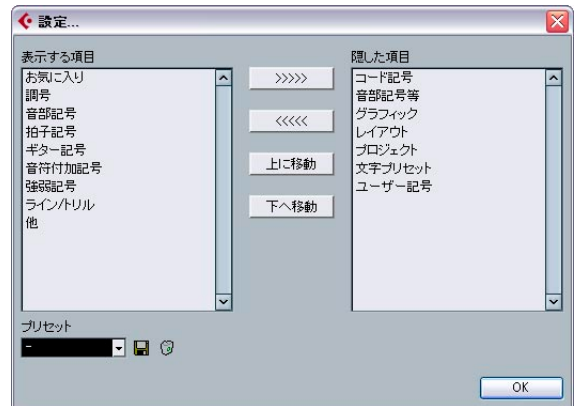 設定...
表示する項目
お気に入り
調号
音部記号
拍子記号
ギター記号
音符付加記号
強弱記号
ライン/トリル
他
>>>>>
<<<<<
上に移動
下へ移動
隠した項目
コード記号
音部記号等
グラフィック
レイアウト
プロジェクト
文字プリセット
ユーザー記号
プリセット
-
OK